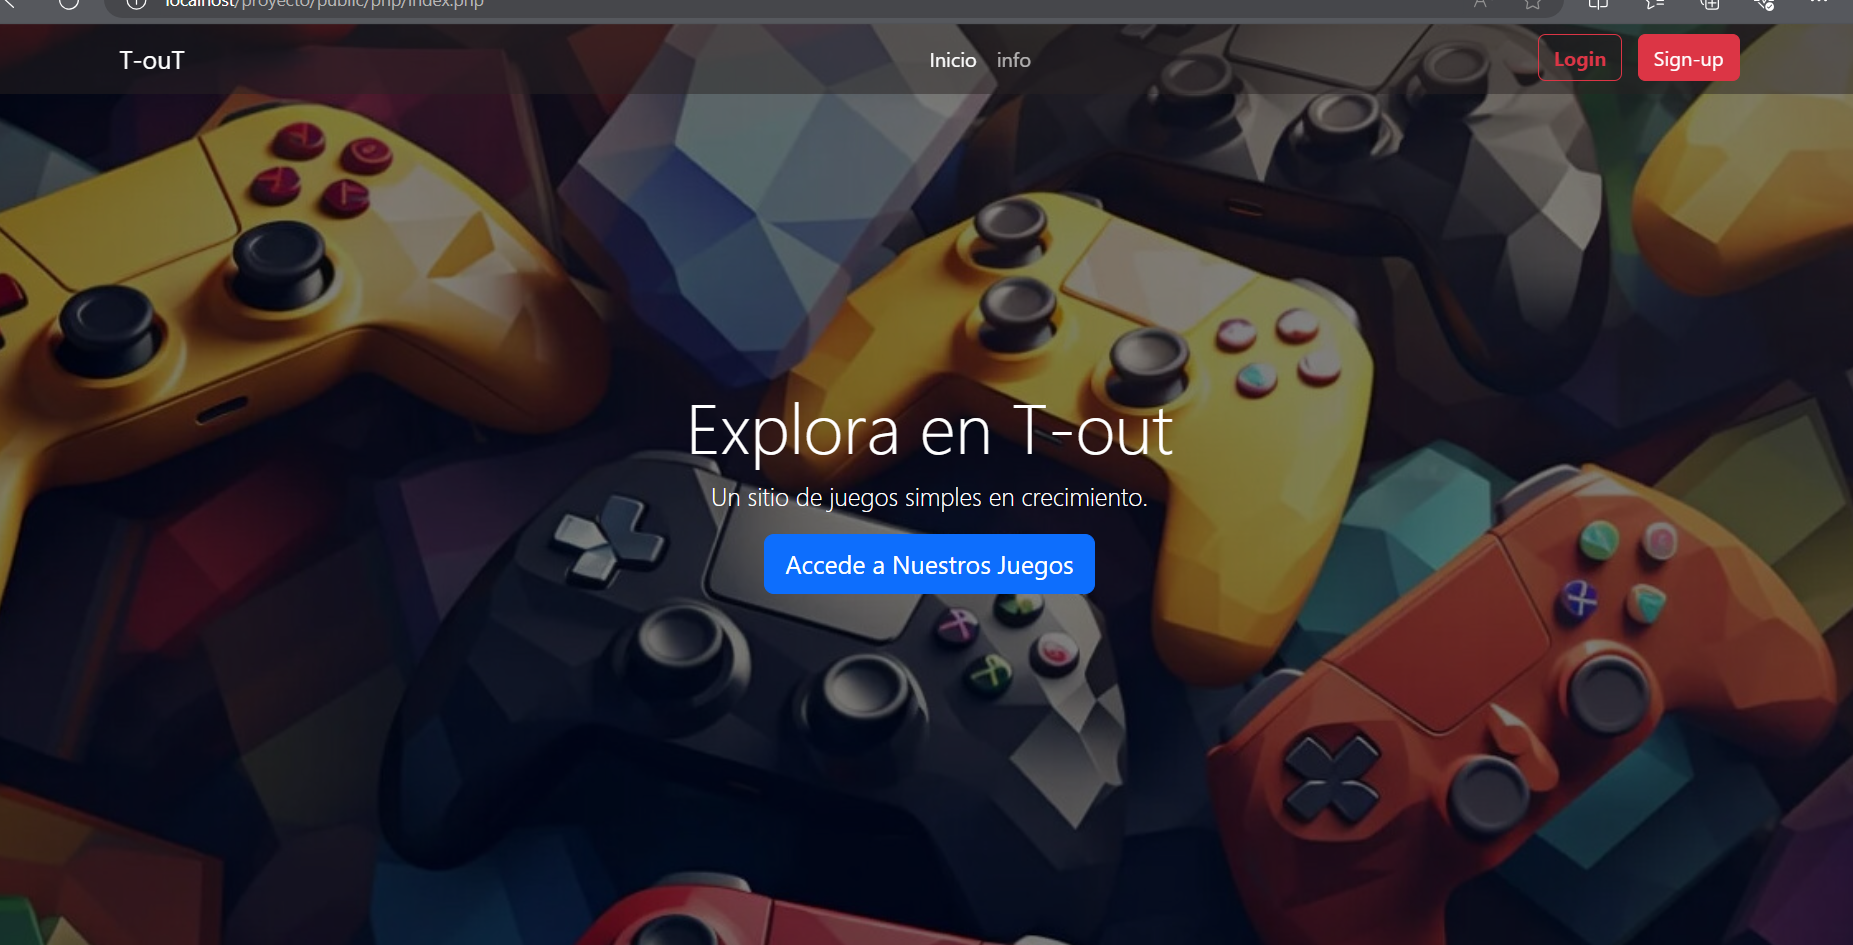 localhost/proyecto/public/php/index.php
T-ouT
Inicio info
Login Sign-up
Explora en T-out
Un sitio de juegos simples en crecimiento.
Accede a Nuestros Juegos